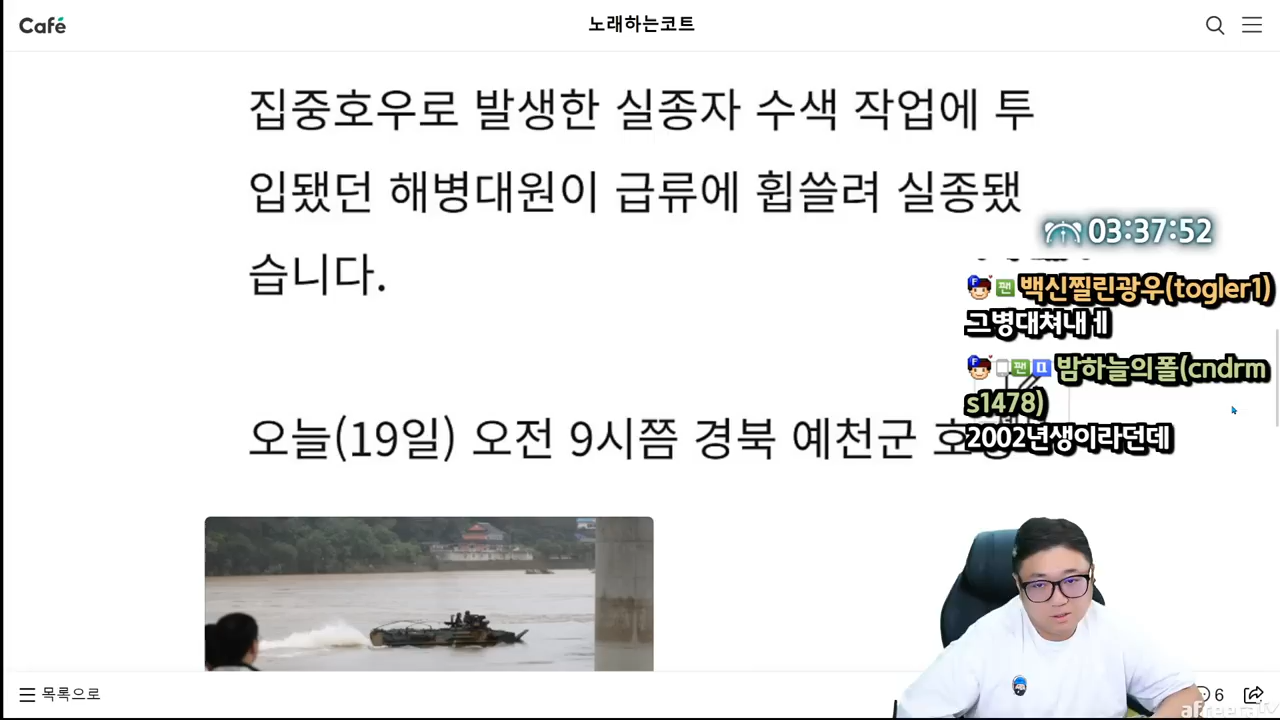 Café
노래하는코트
집중호우로 발생한 실종자 수색 작업에 투
입됐던 해병대원이 급류에 휩쓸려 실종됐
습니다.
03:37:52
팬 백신찔린광우(togler1)
그병대쳐내ㅔ
팬 밤하늘의폴(cndrm
s1478)
2002년생이라던데
오늘(19일) 오전 9시쯤 경북 예천군
목록으로
6
afreecaTV